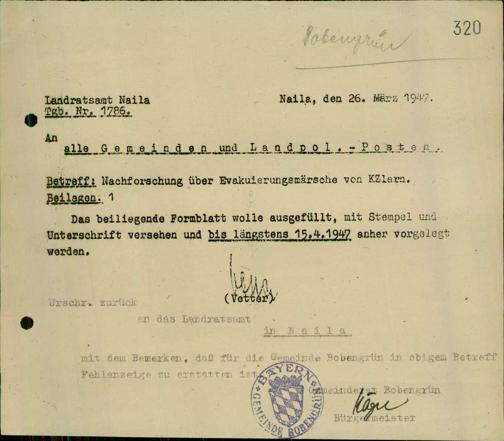 320
Bobengrün
Landratsamt Naila
Naila, den 26. März 1947.
Tgb. Nr. 1786.
An
alle Gemeinden und Landpol. - Posten.
Betreff: Nachforschung über Evakuierungsmärsche von KZlern.
Beilagen: 1
Das beiliegende Formblatt wolle ausgefüllt, mit Stempel und
Unterschrift versehen und bis längstens 15.4.1947 anher vorgelegt
werden.
(Vetter)
Urschr. zurück
an das Landratsamt
in Naila
mit dem Bemerken, daß für die Gemeinde Bobengrün in obigem Betreff
Fehlanzeige zu erstatten ist.
Gemeinderat Bobengrün
Bürgermeister
BAYERN
GEMEINDE BOBENGRÜN